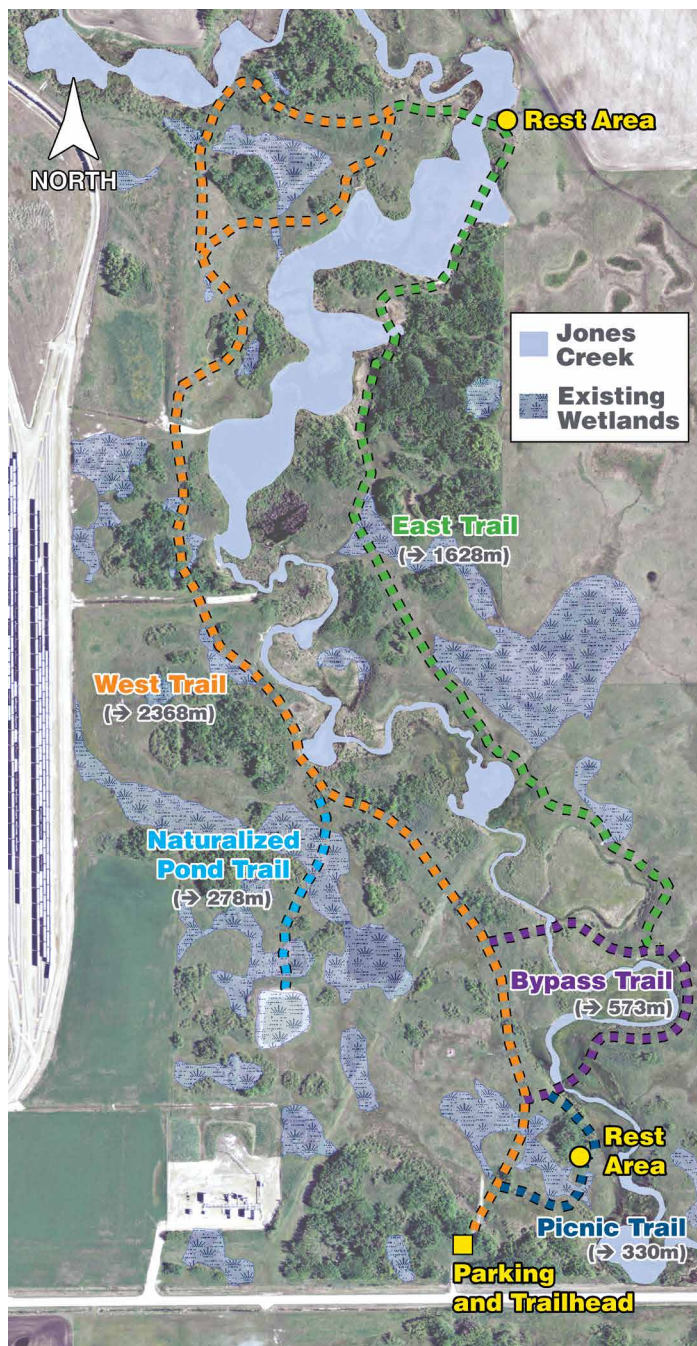 NORTH
Rest Area
Jones
Creek
Existing
Wetlands
East Trail
(→ 1628m)
West Trail
(→ 2368m)
Naturalized
Pond Trail
(→ 278m)
Bypass Trail
(→ 573m)
Rest
Area
Picnic Trail
(→ 330m)
Parking
and Trailhead